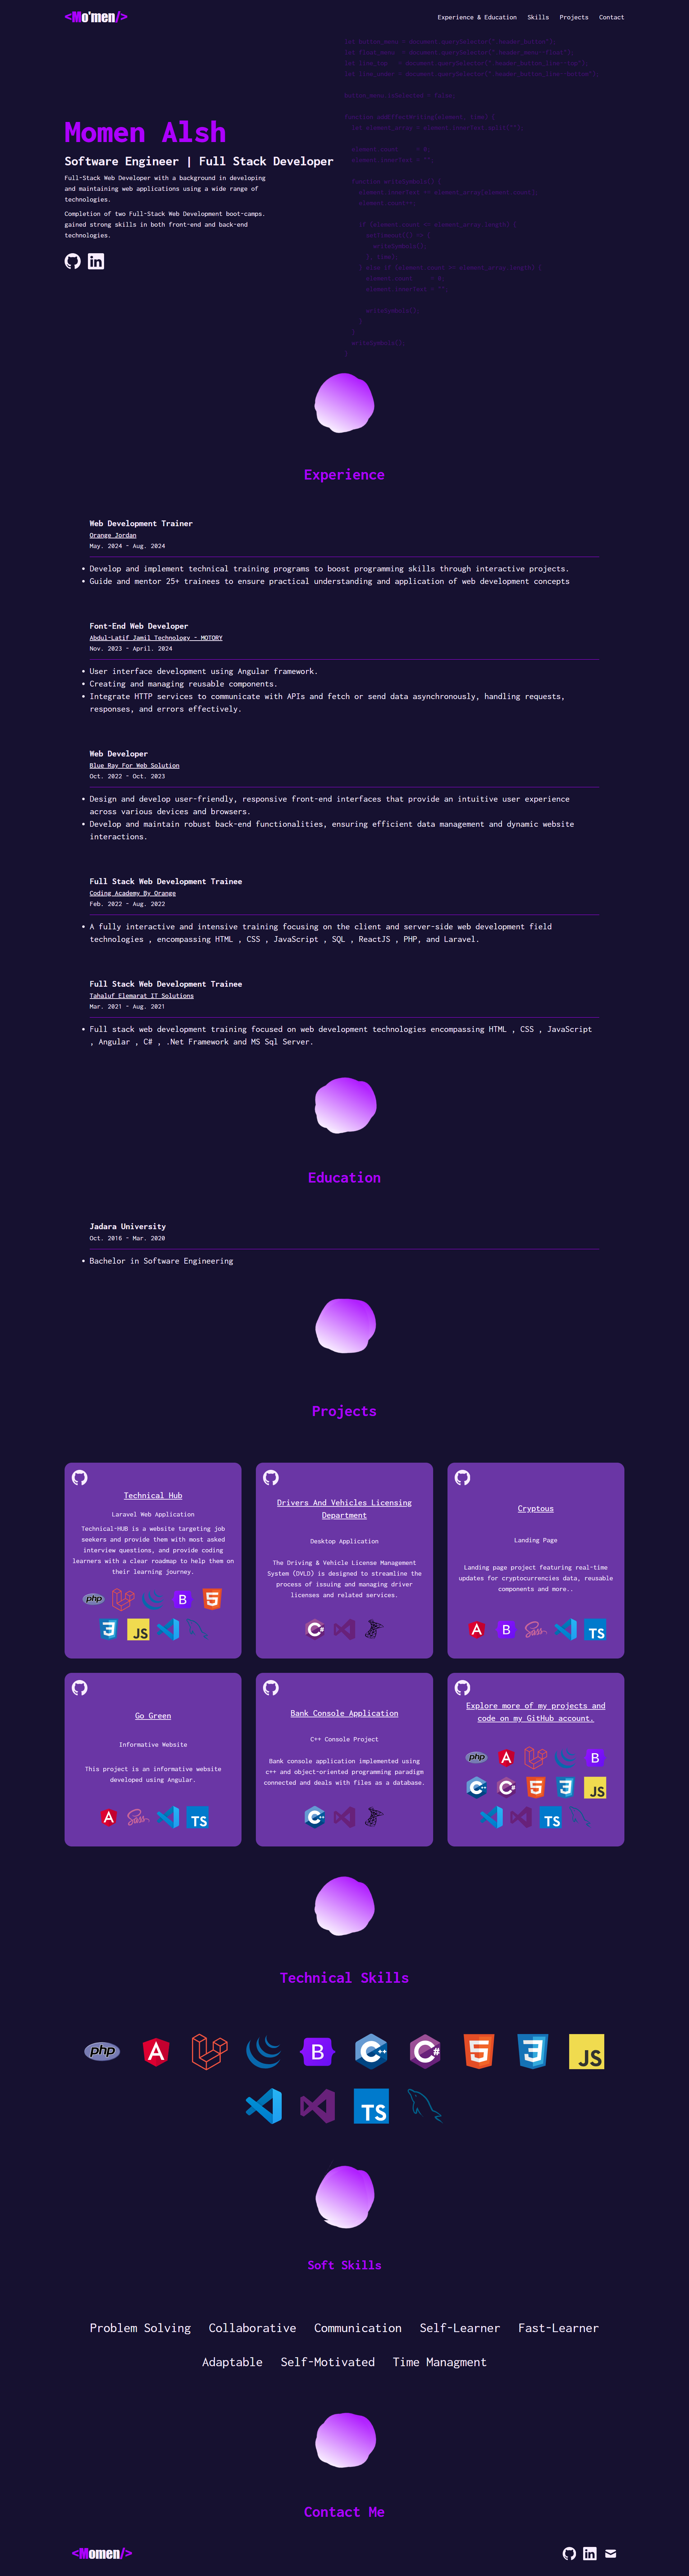 <Mo'men/>
Experience & Education Skills Projects Contact
Momen Alsh
Software Engineer | Full Stack Developer
Full-Stack Web Developer with a background in developing
and maintaining web applications using a wide range of
technologies.
Completion of two Full-Stack Web Development boot-camps.
gained strong skills in both front-end and back-end
technologies.
Experience
Web Development Trainer
Orange Jordan
May. 2024 - Aug. 2024
• Develop and implement technical training programs to boost programming skills through interactive projects.
• Guide and mentor 25+ trainees to ensure practical understanding and application of web development concepts
Font-End Web Developer
Abdul-Latif Jamil Technology - MOTORY
Nov. 2023 - April. 2024
• User interface development using Angular framework.
• Creating and managing reusable components.
• Integrate HTTP services to communicate with APIs and fetch or send data asynchronously, handling requests,
responses, and errors effectively.
Web Developer
Blue Ray For Web Solution
Oct. 2022 - Oct. 2023
• Design and develop user-friendly, responsive front-end interfaces that provide an intuitive user experience
across various devices and browsers.
• Develop and maintain robust back-end functionalities, ensuring efficient data management and dynamic website
interactions.
Full Stack Web Development Trainee
Coding Academy By Orange
Feb. 2022 - Aug. 2022
• A fully interactive and intensive training focusing on the client and server-side web development field
technologies , encompassing HTML , CSS , JavaScript , SQL , ReactJS , PHP, and Laravel.
Full Stack Web Development Trainee
Tahaluf Elemarat IT Solutions
Mar. 2021 - Aug. 2021
• Full stack web development training focused on web development technologies encompassing HTML , CSS , JavaScript
, Angular , C# , .Net Framework and MS Sql Server.
Education
Jadara University
Oct. 2016 - Mar. 2020
• Bachelor in Software Engineering
Projects
Technical Hub
Laravel Web Application
Technical-HUB is a website targeting job
seekers and provide them with most asked
interview questions, and provide coding
learners with a clear roadmap to help them on
their learning journey.
php B 5
3 JS
Drivers And Vehicles Licensing
Department
Desktop Application
The Driving & Vehicle License Management
System (DVLD) is designed to streamline the
process of issuing and managing driver
licenses and related services.
C#
Cryptous
Landing Page
Landing page project featuring real-time
updates for cryptocurrencies data, reusable
components and more..
A B Sass TS
Go Green
Informative Website
This project is an informative website
developed using Angular.
A Sass TS
Bank Console Application
C++ Console Project
Bank console application implemented using
c++ and object-oriented programing paradigm
connected and deals with files as a database.
C++
Explore more of my projects and
code on my GitHub account.
php A B
C++ C# 5 3 JS
TS
Technical Skills
php A B C++ C# 5 3 JS
TS
Soft Skills
Problem Solving Collaborative Communication Self-Learner Fast-Learner
Adaptable Self-Motivated Time Managment
Contact Me
<Momen/>